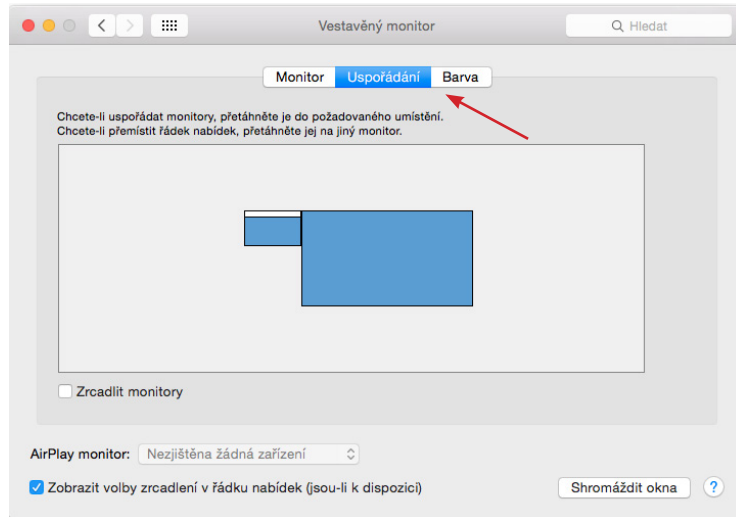 Vestavěný monitor
Hledat
Monitor Uspořádání Barva
Chcete-li uspořádat monitory, přetáhněte je do požadovaného umístění.
Chcete-li přemístit řádek nabídek, přetáhněte jej na jiný monitor.
Zrcadlit monitory
AirPlay monitor: Nezjištěna žádná zařízení
Zobrazit volby zrcadlení v řádku nabídek (jsou-li k dispozici)
Shromáždit okna ?